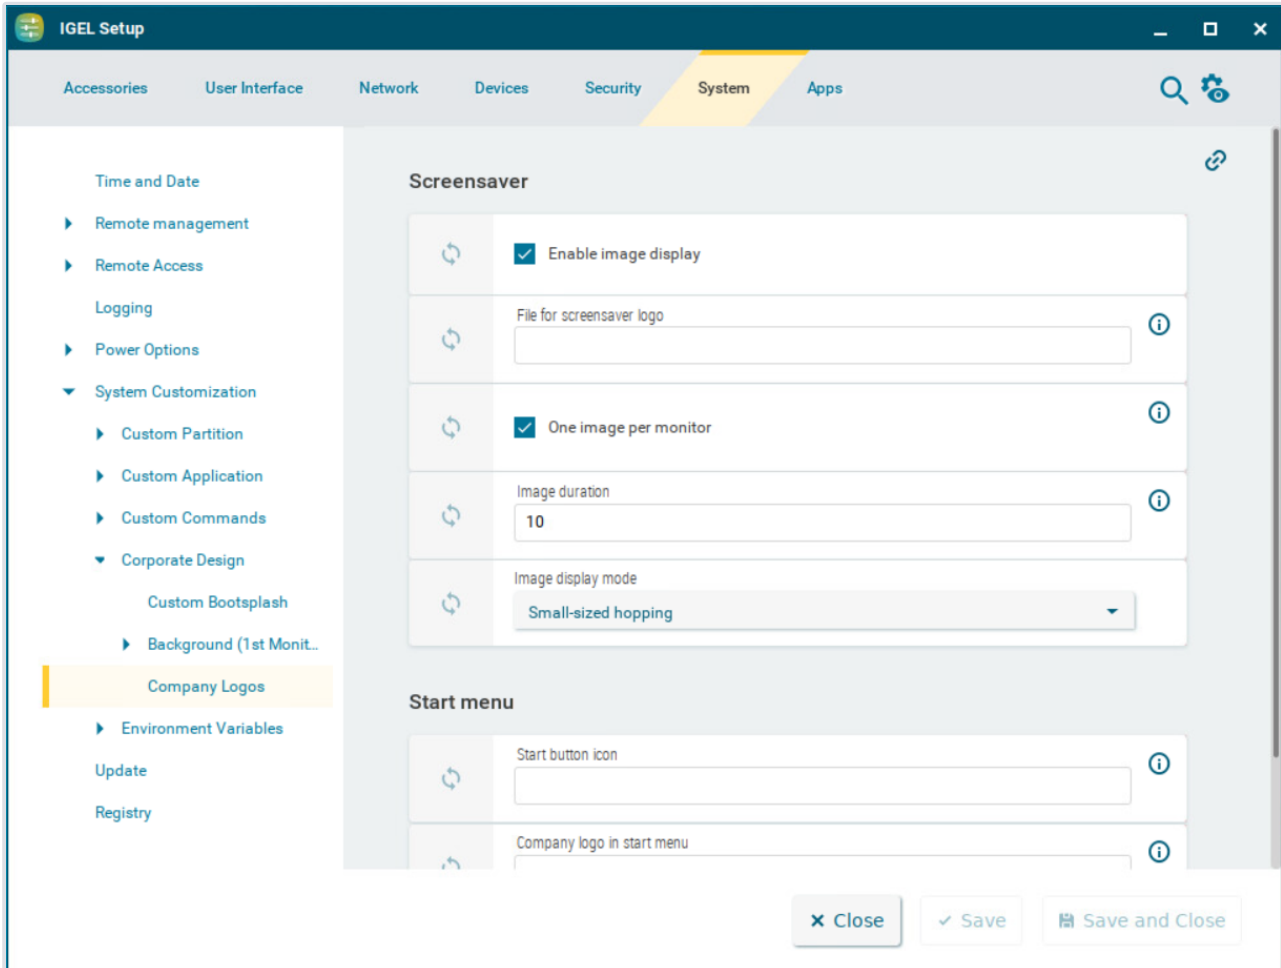 IGEL Setup
Accessories User Interface Network Devices Security System Apps
Time and Date
Remote management
Remote Access
Logging
Power Options
System Customization
Custom Partition
Custom Application
Custom Commands
Corporate Design
Custom Bootsplash
Background (1st Monit...
Company Logos
Environment Variables
Update
Registry
Screensaver
Enable image display
File for screensaver logo
One image per monitor
Image duration
10
Image display mode
Small-sized hopping
Start menu
Start button icon
Company logo in start menu
Close Save Save and Close